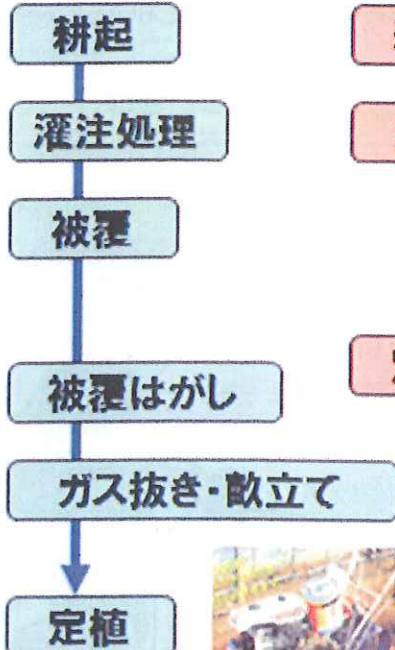 耕起
灌注処理
被覆
被覆はがし
ガス抜き・畝立て
定植